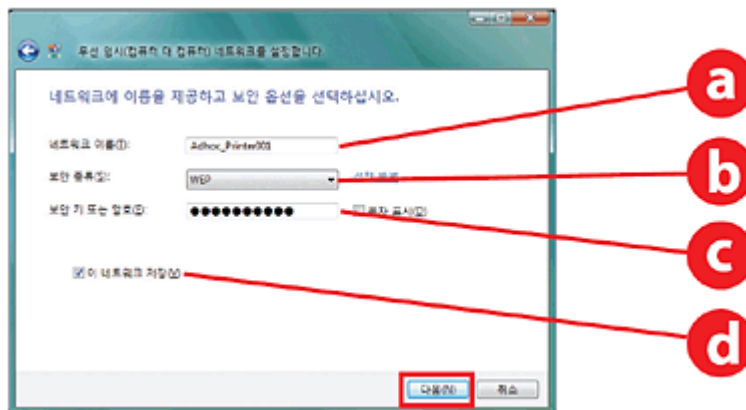 무선 임시(컴퓨터 대 컴퓨터) 네트워크를 설정합니다
네트워크에 이름을 제공하고 보안 옵션을 선택하십시오.
네트워크 이름(T): Adhoc_Printer001
보안 종류(S): WEP
보안 키 또는 암호(E): ●●●●●●●●●● 문자 표시(D)
이 네트워크 저장(V)
다음(N) 취소
a
b
c
d